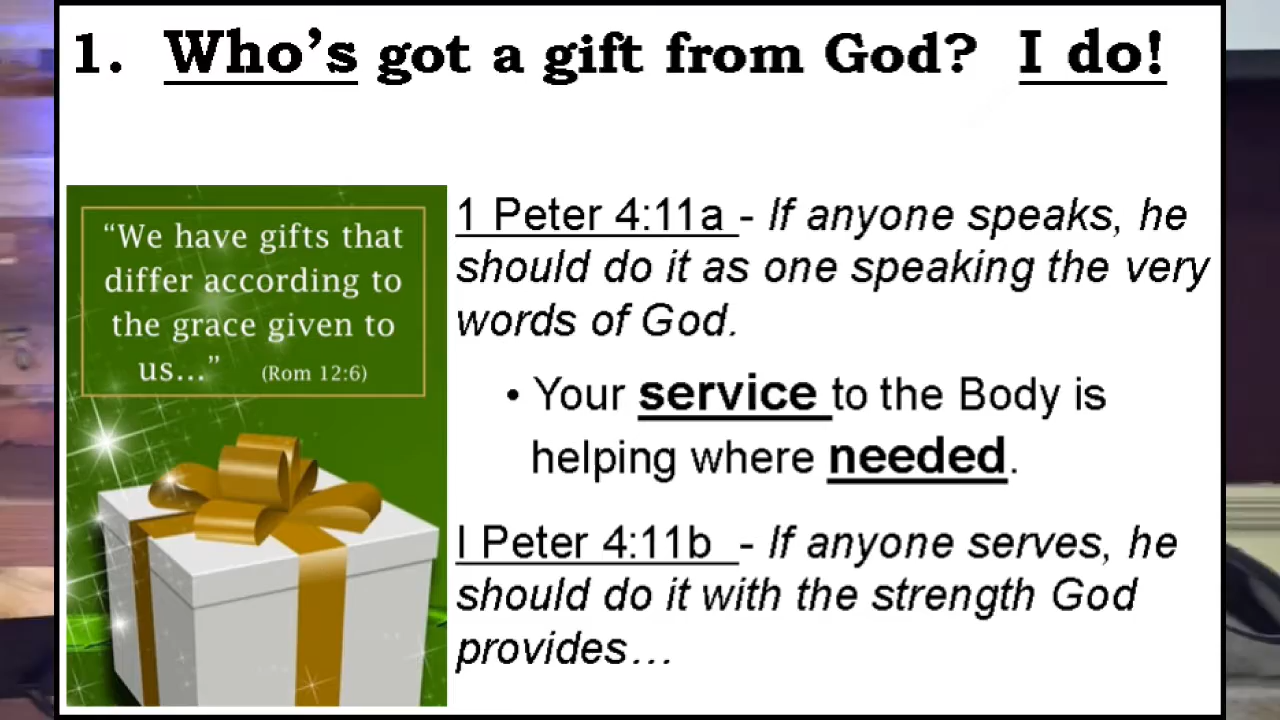 1. Who's got a gift from God? I do!
“We have gifts that
differ according to
the grace given to
us...” (Rom 12:6)
1 Peter 4:11a - If anyone speaks, he
should do it as one speaking the very
words of God.
• Your service to the Body is
helping where needed.
I Peter 4:11b - If anyone serves, he
should do it with the strength God
provides…